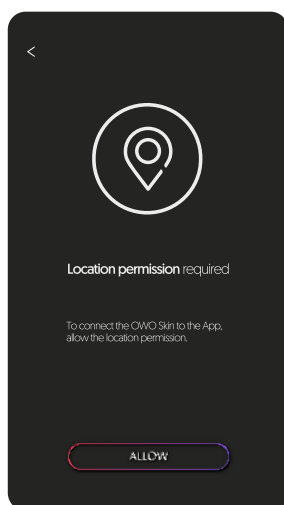 Location permission required
To connect the OWO Skin to the App,
allow the location permission.
ALLOW